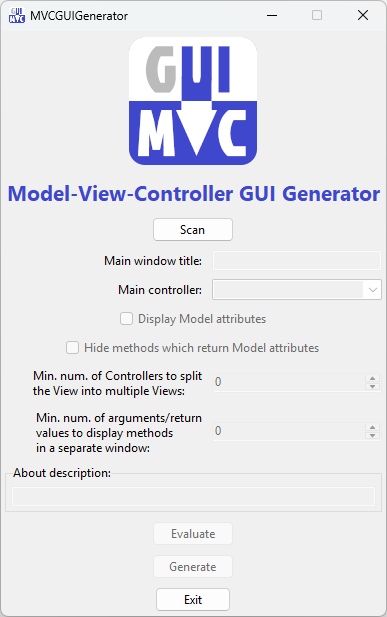 GUI MVC MVCGUIGenerator
GUI
MVC
Model-View-Controller GUI Generator
Scan
Main window title:
Main controller:
Display Model attributes
Hide methods which return Model attributes
Min. num. of Controllers to split
the View into multiple Views:
0
Min. num. of arguments/return
values to display methods
in a separate window:
0
About description:
Evaluate
Generate
Exit